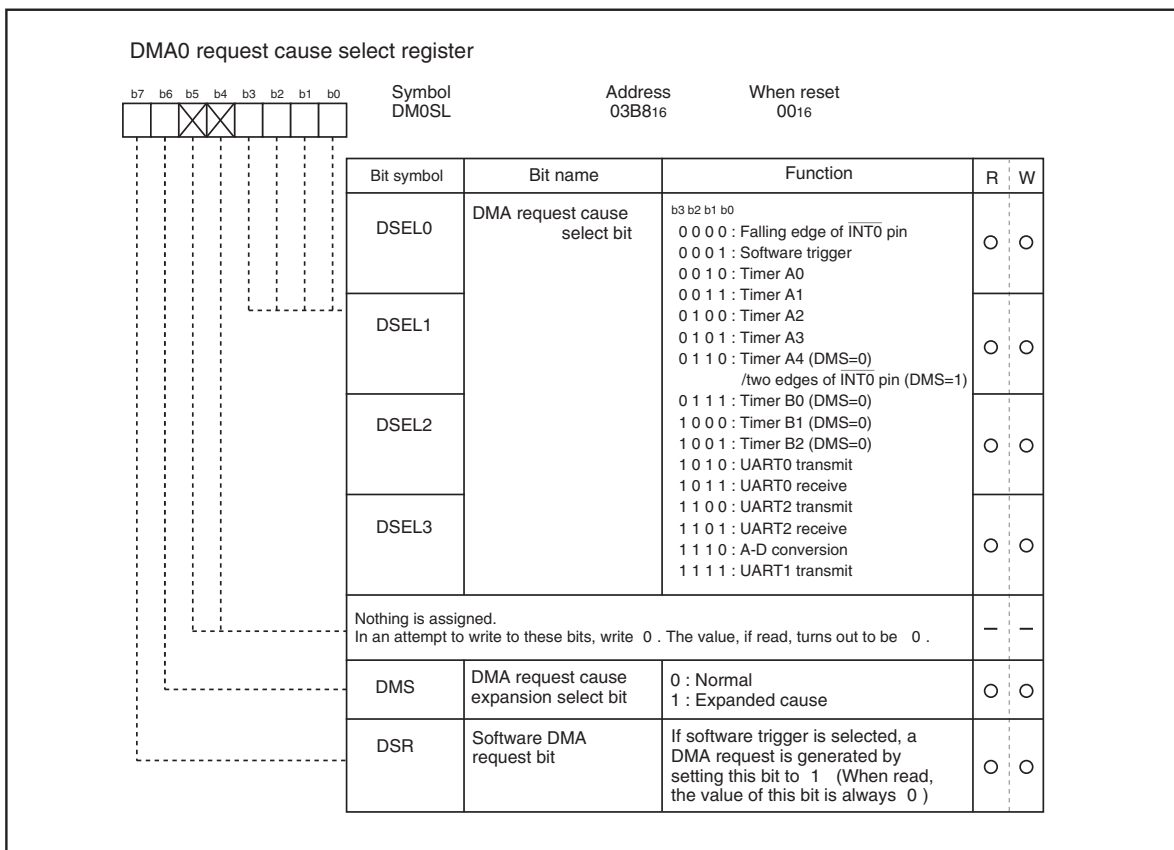 DMA0 request cause select register
b7 b6 b5 b4 b3 b2 b1 b0
Symbol Address When reset
DM0SL 03B816 0016
Bit symbol Bit name Function R W
DSEL0
DSEL1
DSEL2
DSEL3
DMA request cause
select bit
b3 b2 b1 b0
0 0 0 0 : Falling edge of INT0 pin
0 0 0 1 : Software trigger
0 0 1 0 : Timer A0
0 0 1 1 : Timer A1
0 1 0 0 : Timer A2
0 1 0 1 : Timer A3
0 1 1 0 : Timer A4 (DMS=0)
/two edges of INT0 pin (DMS=1)
0 1 1 1 : Timer B0 (DMS=0)
1 0 0 0 : Timer B1 (DMS=0)
1 0 0 1 : Timer B2 (DMS=0)
1 0 1 0 : UART0 transmit
1 0 1 1 : UART0 receive
1 1 0 0 : UART2 transmit
1 1 0 1 : UART2 receive
1 1 1 0 : A-D conversion
1 1 1 1 : UART1 transmit
Nothing is assigned.
In an attempt to write to these bits, write 0 . The value, if read, turns out to be 0 .
DMS
DMA request cause
expansion select bit
0 : Normal
1 : Expanded cause
DSR
Software DMA
request bit
If software trigger is selected, a
DMA request is generated by
setting this bit to 1 (When read,
the value of this bit is always 0 )